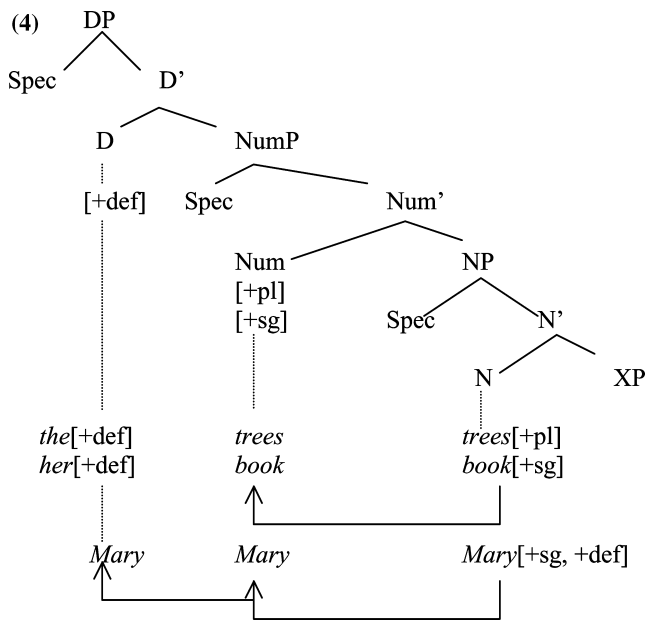 (4) DP
Spec D’
D NumP
[+def] Spec Num’
Num NP
[+pl]
[+sg] Spec N’
N XP
the[+def] trees trees[+pl]
her[+def] book book[+sg]
Mary Mary Mary[+sg, +def]